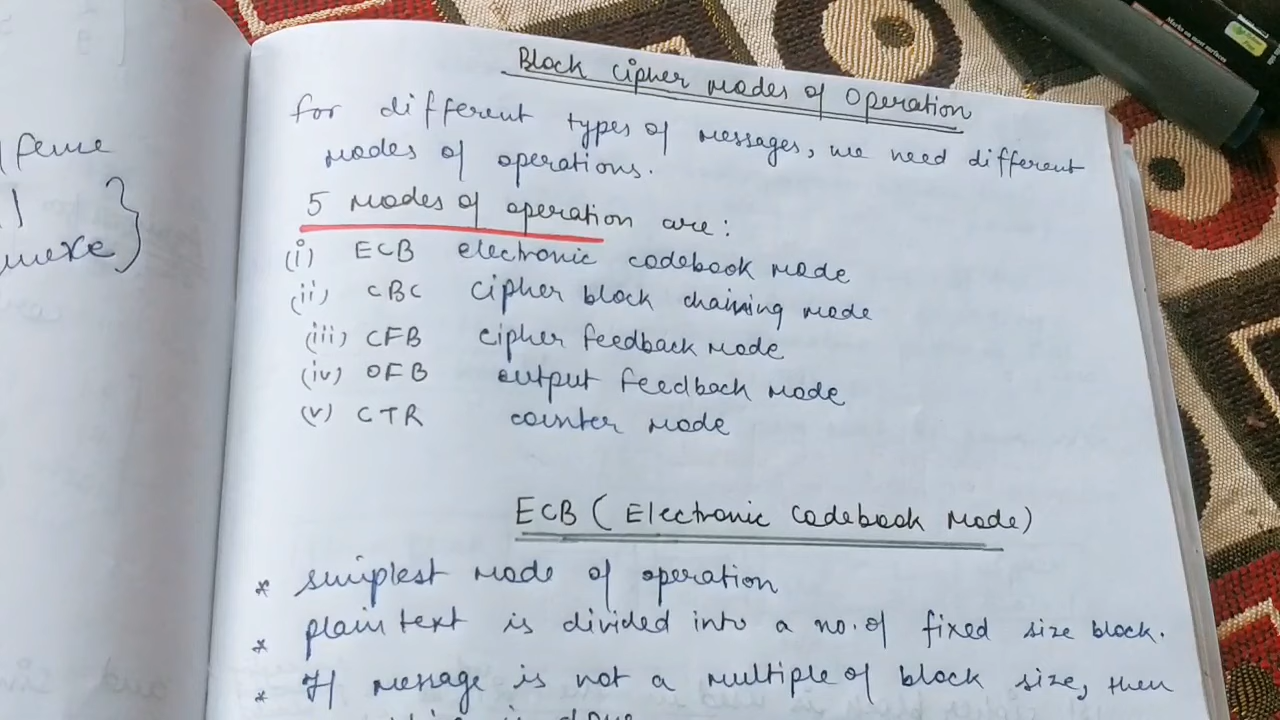 Block cipher modes of Operation
for different types of messages, we need different
modes of operations.
5 modes of operation are:
(i) ECB electronic codebook mode
(ii) CBC cipher block chaining mode
(iii) CFB cipher feedback mode
(iv) OFB output feedback mode
(v) CTR counter mode
ECB (Electronic Codebook Mode)
* simplest mode of operation
* plain text is divided into a no. of fixed size block.
* If message is not a multiple of block size, then